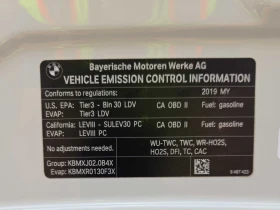 Bayerische Motoren Werke AG
VEHICLE EMISSION CONTROL INFORMATION
Conforms to regulations: 2019 MY
U.S. EPA: Tier3 - Bin 30 LDV CA OBD II Fuel: gasoline
EVAP: Tier3 LDV
California: LEVIII - SULEV30 PC CA OBD II Fuel: gasoline
EVAP: LEVIII PC
No adjustments needed. WU-TWC, TWC, WR-HO2S,
HO2S, DFI, TC, CAC
Group: KBMXJ02.0B4X
Evap: KBMXR0130F3X